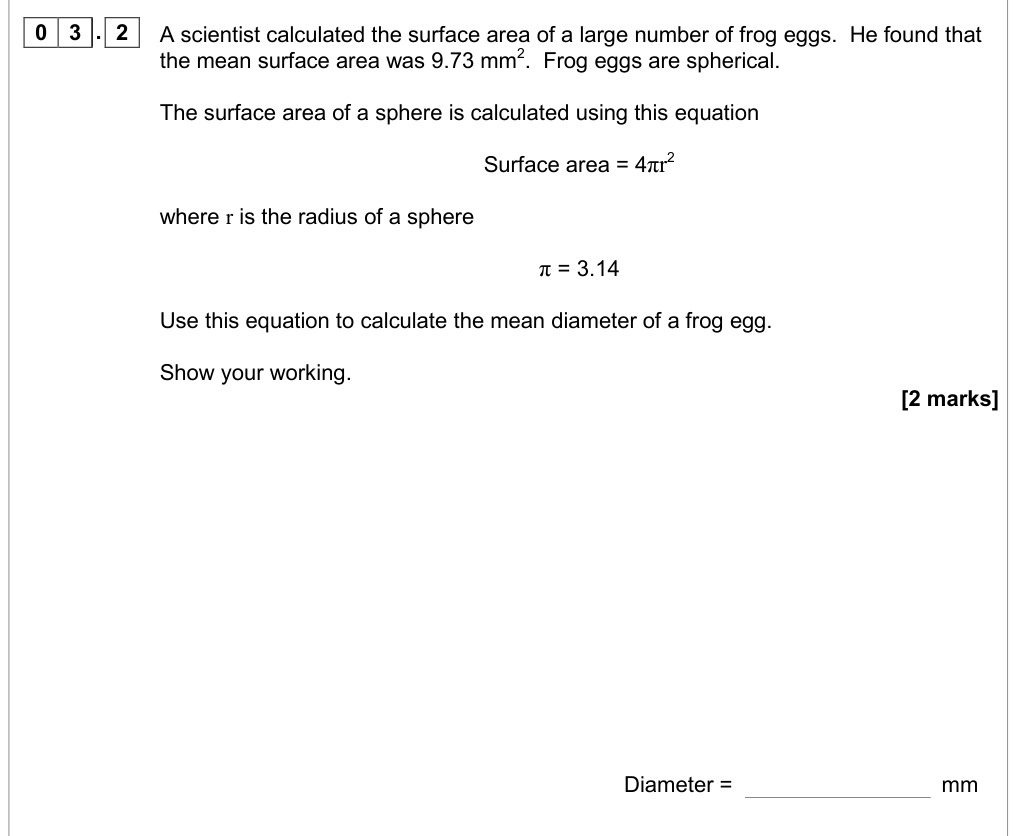 0 3 . 2 A scientist calculated the surface area of a large number of frog eggs. He found that
the mean surface area was 9.73 mm². Frog eggs are spherical.
The surface area of a sphere is calculated using this equation
Surface area = 4πr²
where r is the radius of a sphere
π = 3.14
Use this equation to calculate the mean diameter of a frog egg.
Show your working.
[2 marks]
Diameter = ____________ mm